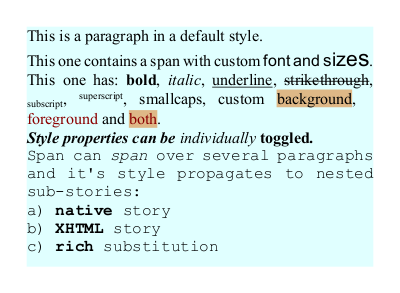 This is a paragraph in a default style.
This one contains a span with custom font and sizes.
This one has: bold, italic, underline, strikethrough,
subscript, superscript, smallcaps, custom background,
foreground and both.
Style properties can be individually toggled.
Span can span over several paragraphs
and it's style propagates to nested
sub-stories:
a) native story
b) XHTML story
c) rich substitution